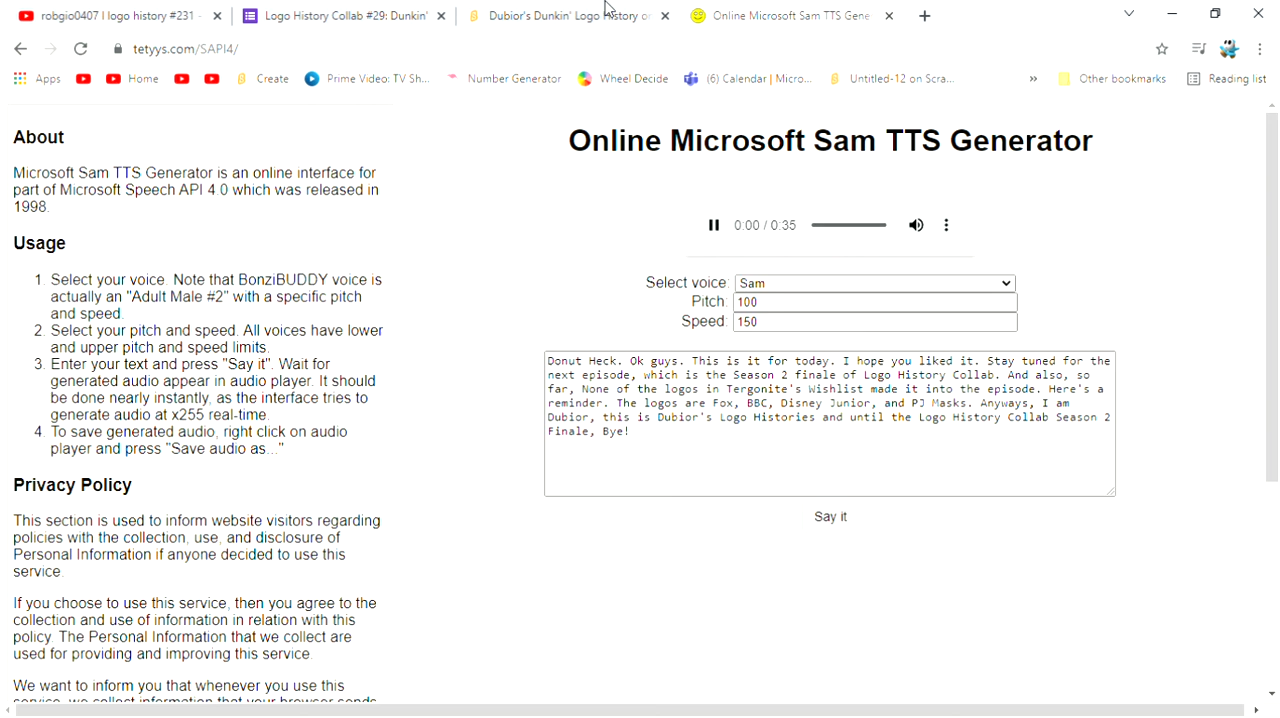 robgio0407 l logo history #231 -
Logo History Collab #29: Dunkin'
Dubior's Dunkin' Logo History on
Online Microsoft Sam TTS Gene
tetyys.com/SAPI4/
Apps
Home
Create
Prime Video: TV Sh...
Number Generator
Wheel Decide
(6) Calendar | Micro...
Untitled-12 on Scra...
»
Other bookmarks
Reading list
About
Microsoft Sam TTS Generator is an online interface for
part of Microsoft Speech API 4.0 which was released in
1998.
Usage
1. Select your voice. Note that BonziBUDDY voice is
actually an "Adult Male #2" with a specific pitch
and speed.
2. Select your pitch and speed. All voices have lower
and upper pitch and speed limits.
3. Enter your text and press "Say it". Wait for
generated audio appear in audio player. It should
be done nearly instantly, as the interface tries to
generate audio at x255 real-time.
4. To save generated audio, right click on audio
player and press "Save audio as..."
Privacy Policy
This section is used to inform website visitors regarding
policies with the collection, use, and disclosure of
Personal Information if anyone decided to use this
service.
If you choose to use this service, then you agree to the
collection and use of information in relation with this
policy. The Personal Information that we collect are
used for providing and improving this service.
We want to inform you that whenever you use this
service, we collect information that your browser sends
Online Microsoft Sam TTS Generator
0:00 / 0:35
Select voice: Sam
Pitch: 100
Speed: 150
Donut Heck. Ok guys. This is it for today. I hope you liked it. Stay tuned for the
next episode, which is the Season 2 finale of Logo History Collab. And also, so
far, None of the logos in Tergonite's Wishlist made it into the episode. Here's a
reminder. The logos are Fox, BBC, Disney Junior, and PJ Masks. Anyways, I am
Dubior, this is Dubior's Logo Histories and until the Logo History Collab Season 2
Finale, Bye!
Say it